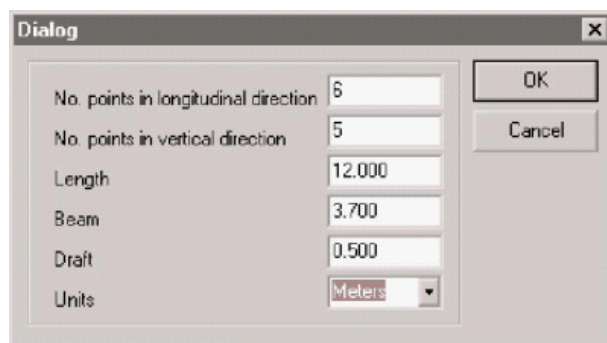 Dialog
No. points in longitudinal direction 6
No. points in vertical direction 5
Length 12.000
Beam 3.700
Draft 0.500
Units Meters
OK
Cancel